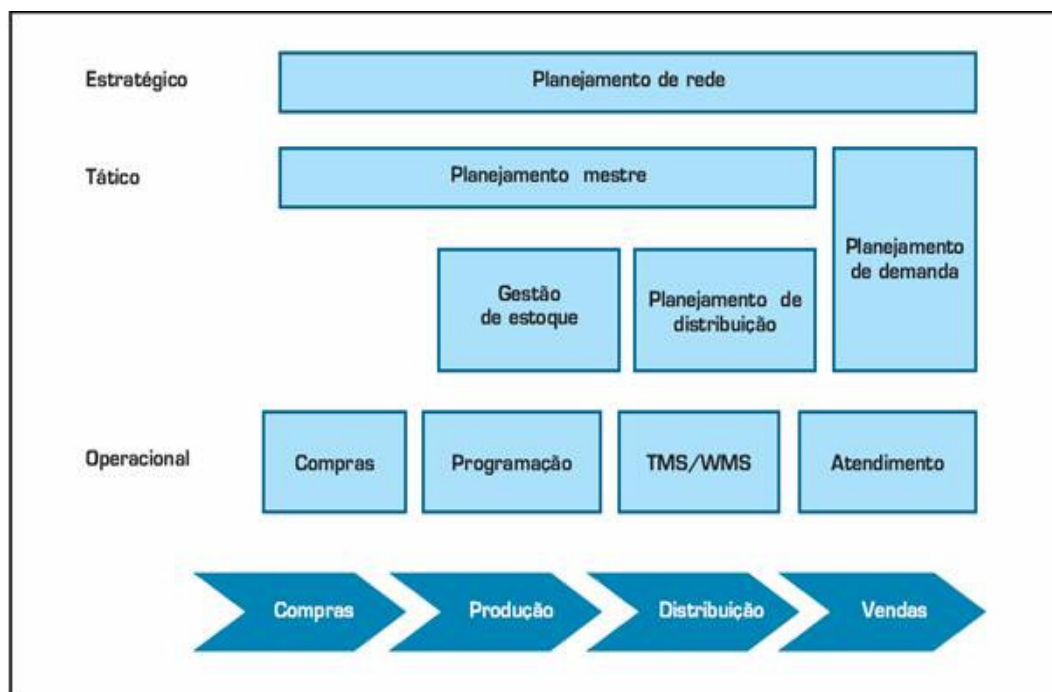 Estratégico
Planejamento de rede
Tático
Planejamento mestre
Planejamento
de demanda
Gestão
de estoque
Planejamento de
distribuição
Operacional
Compras
Programação
TMS/WMS
Atendimento
Compras
Produção
Distribuição
Vendas